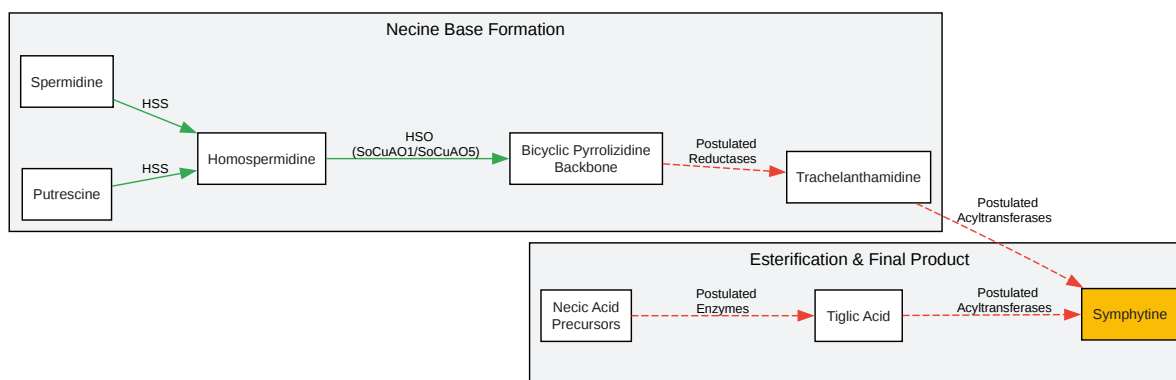 Necine Base Formation
Spermidine
HSS
Putrescine
HSS
Homospermidine
HSO
(SoCuAO1/SoCuAO5)
Bicyclic Pyrrolizidine
Backbone
Postulated
Reductases
Trachelanthamidine
Postulated
Acyltransferases
Esterification & Final Product
Necic Acid
Precursors
Postulated
Enzymes
Tiglic Acid
Postulated
Acyltransferases
Symphytine